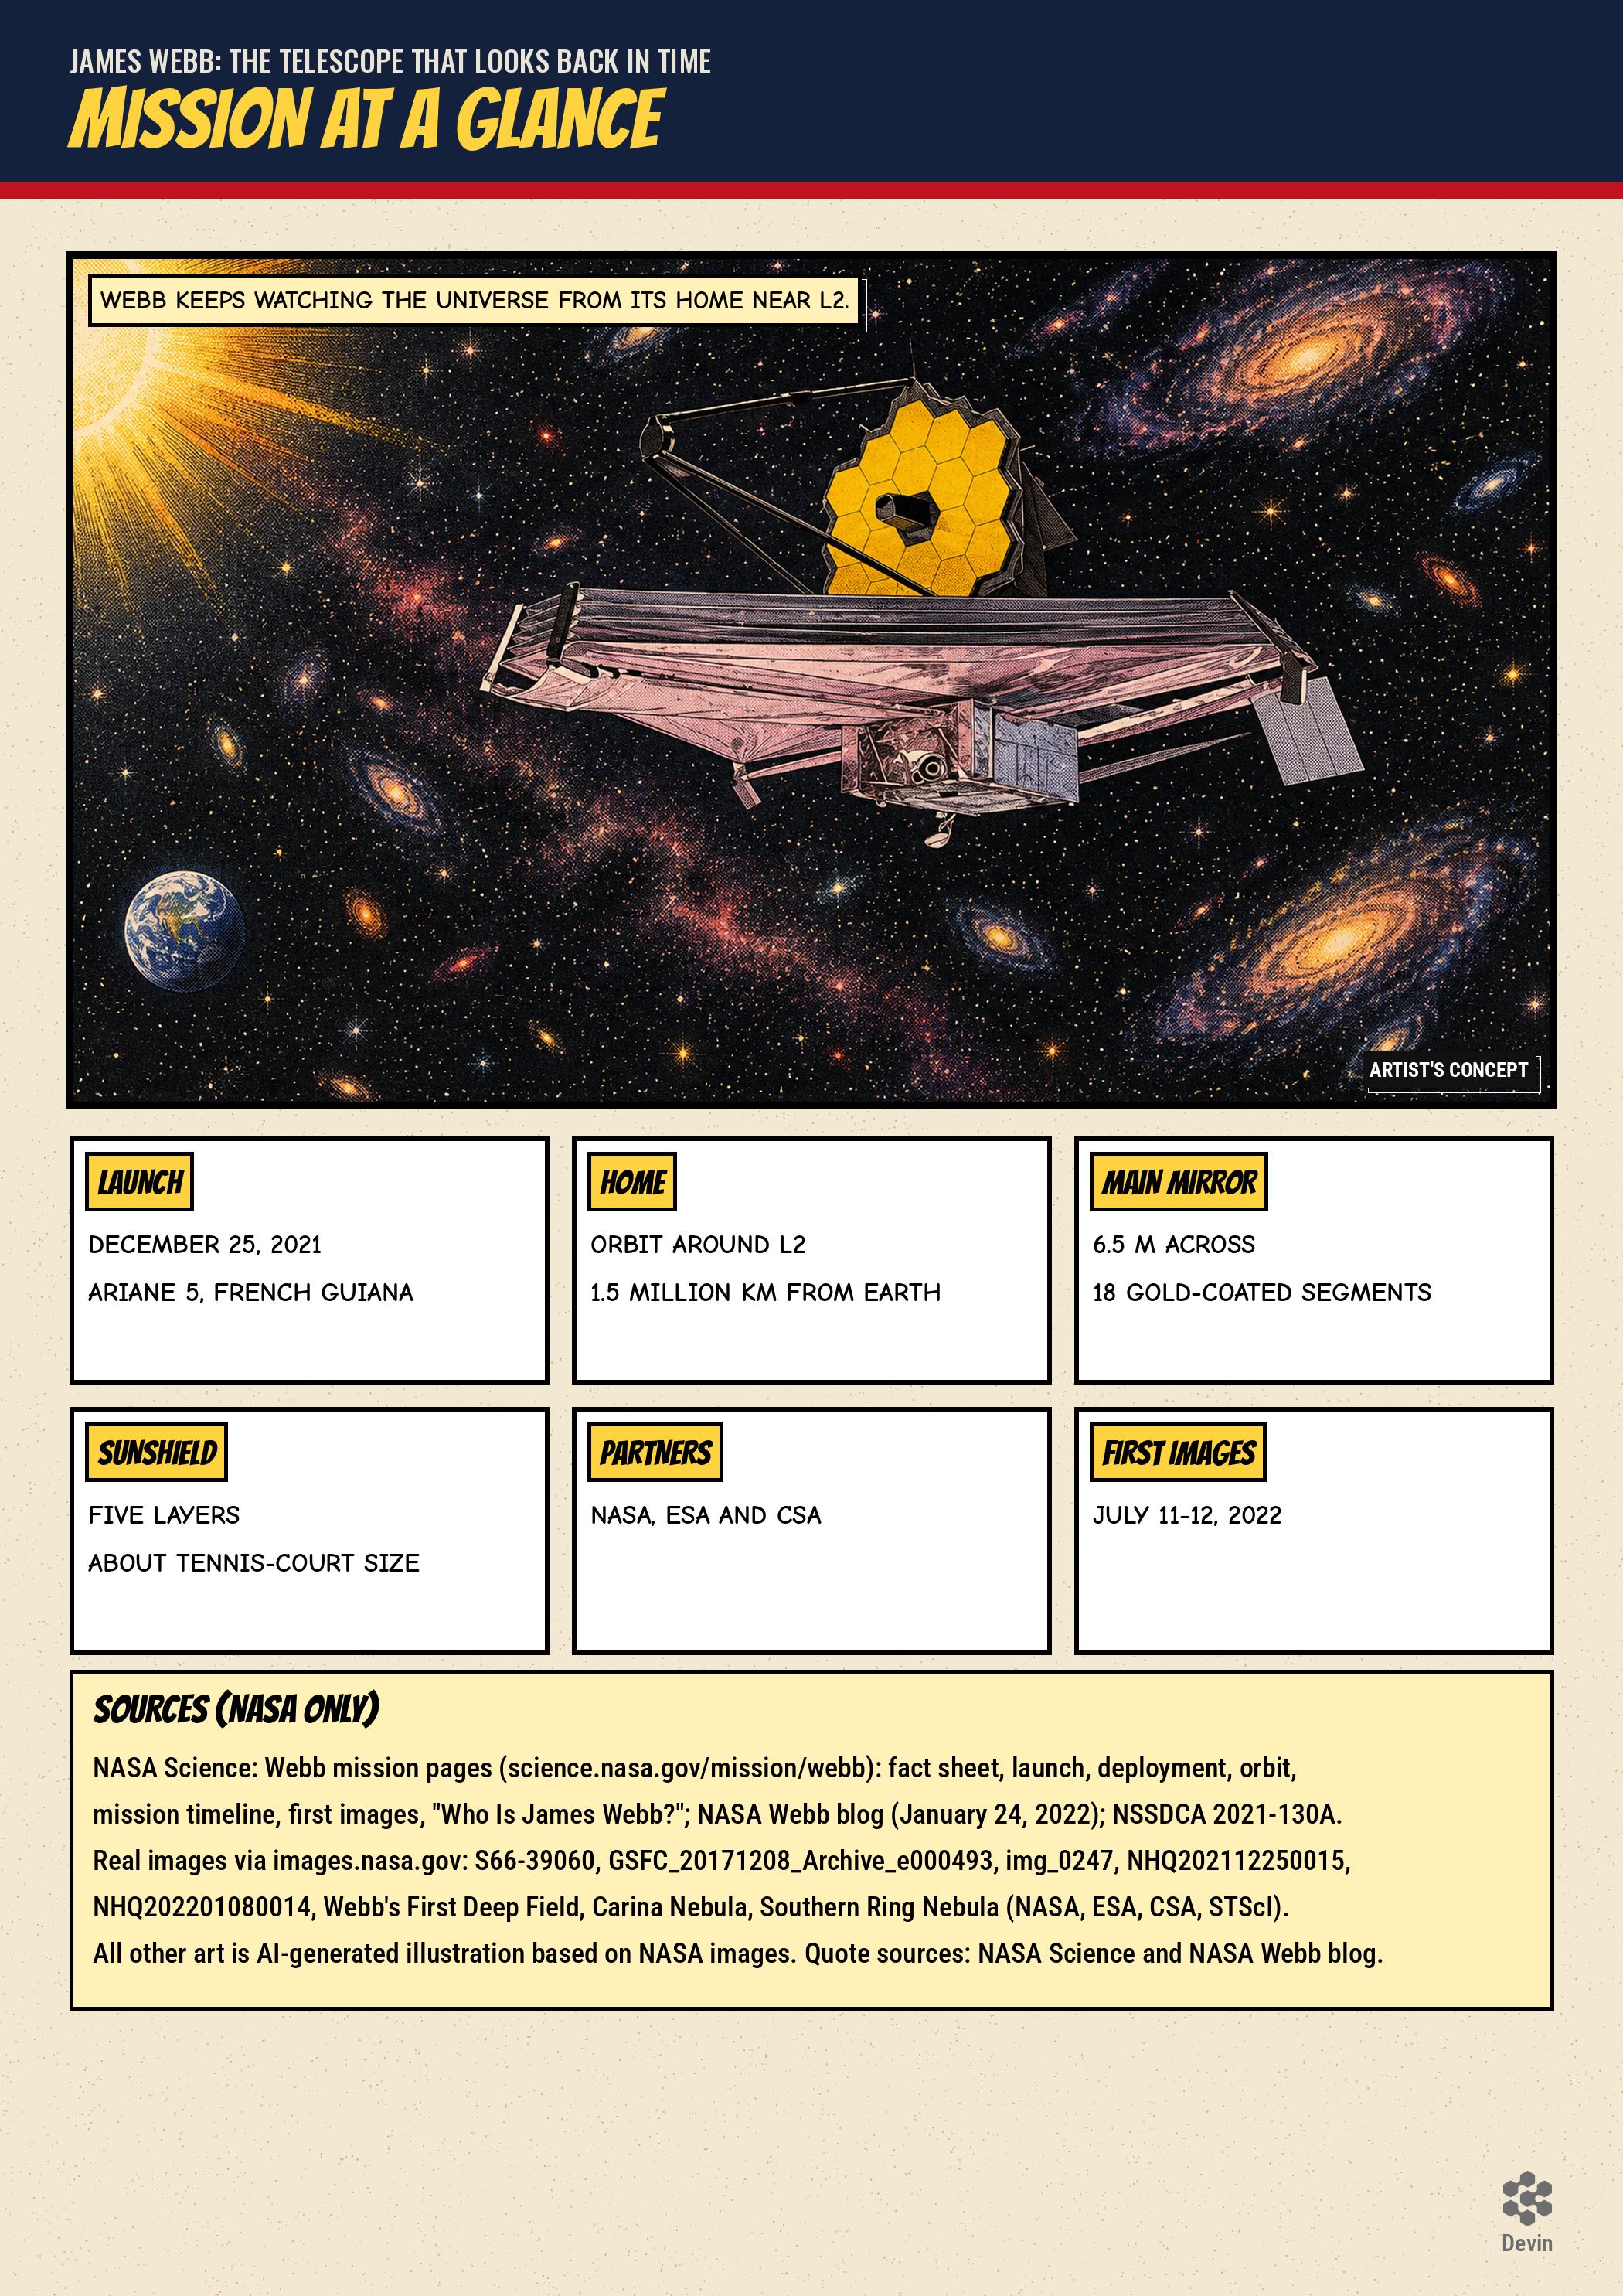 JAMES WEBB: THE TELESCOPE THAT LOOKS BACK IN TIME
MISSION AT A GLANCE
WEBB KEEPS WATCHING THE UNIVERSE FROM ITS HOME NEAR L2.
ARTIST'S CONCEPT
LAUNCH
DECEMBER 25, 2021
ARIANE 5, FRENCH GUIANA
HOME
ORBIT AROUND L2
1.5 MILLION KM FROM EARTH
MAIN MIRROR
6.5 M ACROSS
18 GOLD-COATED SEGMENTS
SUNSHIELD
FIVE LAYERS
ABOUT TENNIS-COURT SIZE
PARTNERS
NASA, ESA AND CSA
FIRST IMAGES
JULY 11-12, 2022
SOURCES (NASA ONLY)
NASA Science: Webb mission pages (science.nasa.gov/mission/webb): fact sheet, launch, deployment, orbit,
mission timeline, first images, "Who Is James Webb?"; NASA Webb blog (January 24, 2022); NSSDCA 2021-130A.
Real images via images.nasa.gov: S66-39060, GSFC_20171208_Archive_e000493, img_0247, NHQ202112250015,
NHQ202201080014, Webb's First Deep Field, Carina Nebula, Southern Ring Nebula (NASA, ESA, CSA, STScI).
All other art is AI-generated illustration based on NASA images. Quote sources: NASA Science and NASA Webb blog.
Devin